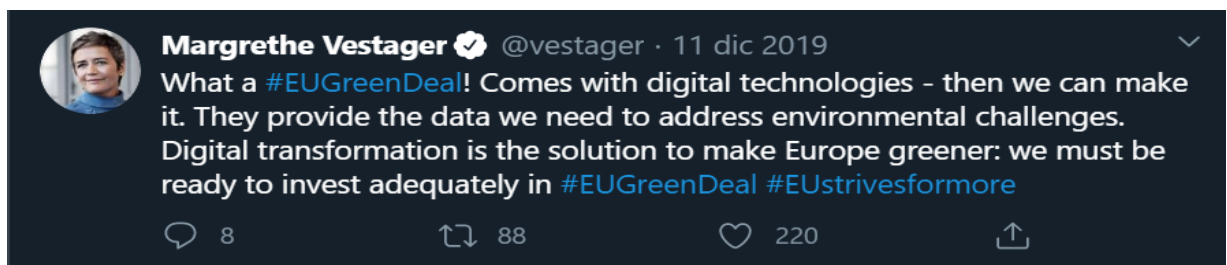 Margrethe Vestager @vestager · 11 dic 2019
What a #EUGreenDeal! Comes with digital technologies - then we can make
it. They provide the data we need to address environmental challenges.
Digital transformation is the solution to make Europe greener: we must be
ready to invest adequately in #EUGreenDeal #EUstrivesformore
8 88 220